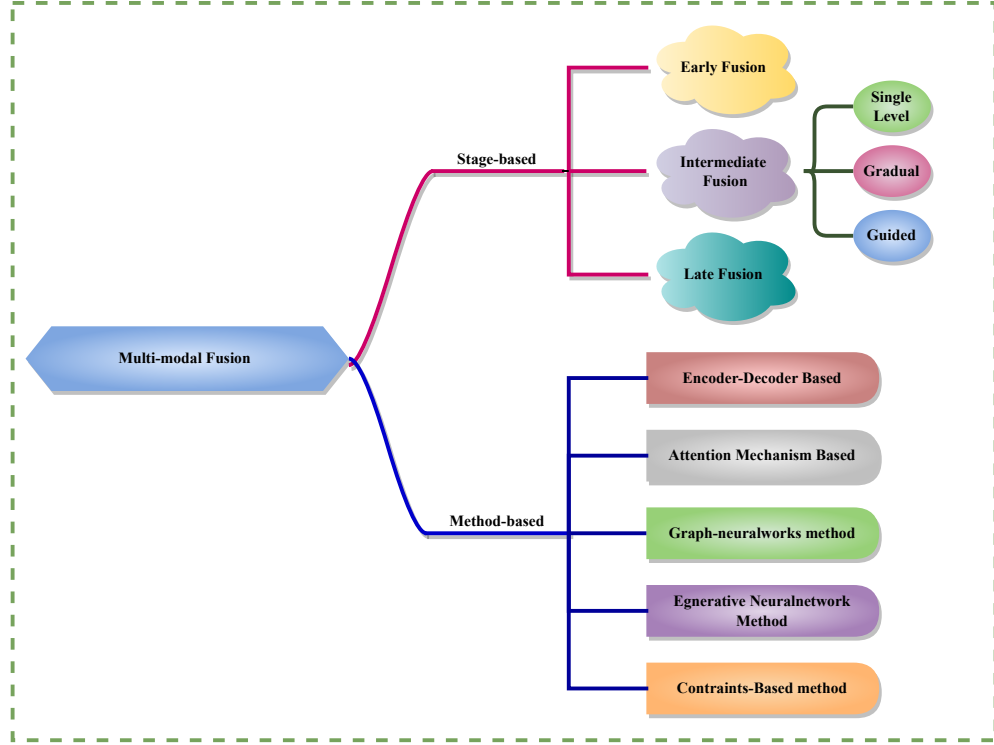 Early Fusion
Single
Level
Stage-based
Intermediate
Fusion
Gradual
Guided
Late Fusion
Multi-modal Fusion
Encoder-Decoder Based
Attention Mechanism Based
Method-based
Graph-neuralworks method
Egnerative Neuralnetwork
Method
Contraints-Based method